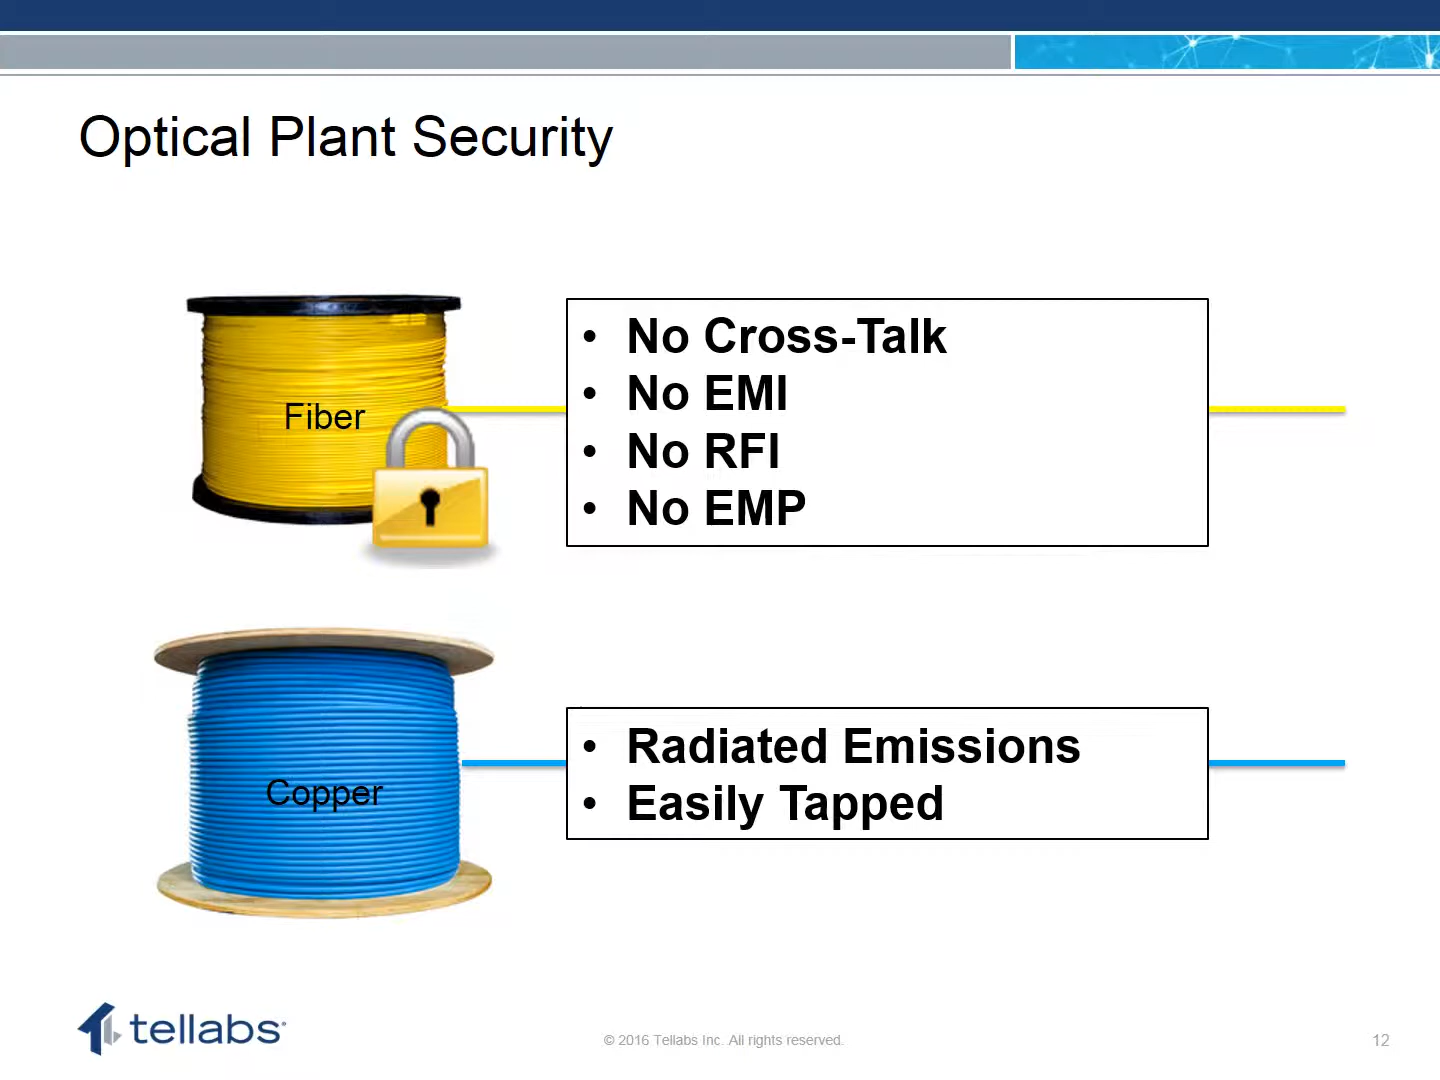 Optical Plant Security
Fiber
• No Cross-Talk
• No EMI
• No RFI
• No EMP
Copper
• Radiated Emissions
• Easily Tapped
tellabs
© 2016 Tellabs Inc. All rights reserved.
12